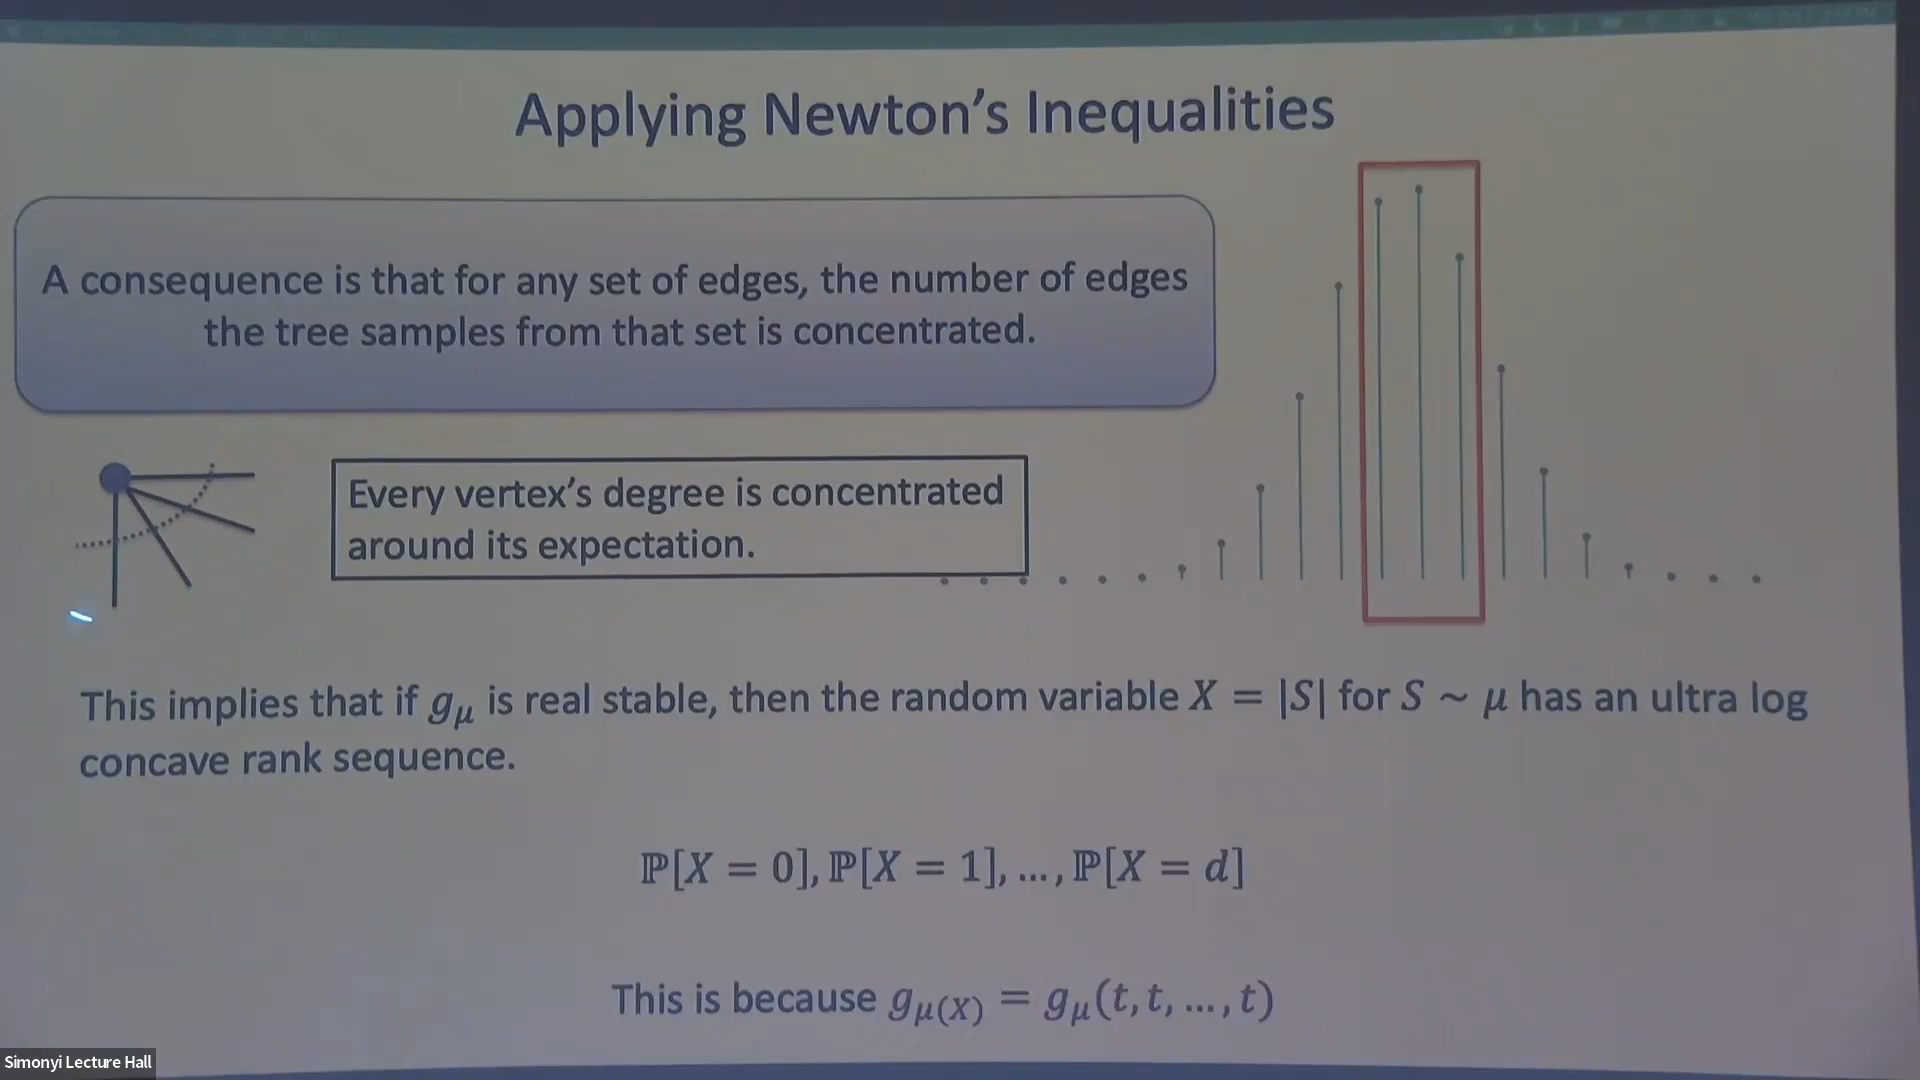 Applying Newton's Inequalities
A consequence is that for any set of edges, the number of edges
the tree samples from that set is concentrated.
Every vertex's degree is concentrated
around its expectation.
This implies that if g_μ is real stable, then the random variable X = |S| for S ~ μ has an ultra log
concave rank sequence.
ℙ[X = 0], ℙ[X = 1], ..., ℙ[X = d]
This is because g_μ(X) = g_μ(t, t, ..., t)
Simonyi Lecture Hall